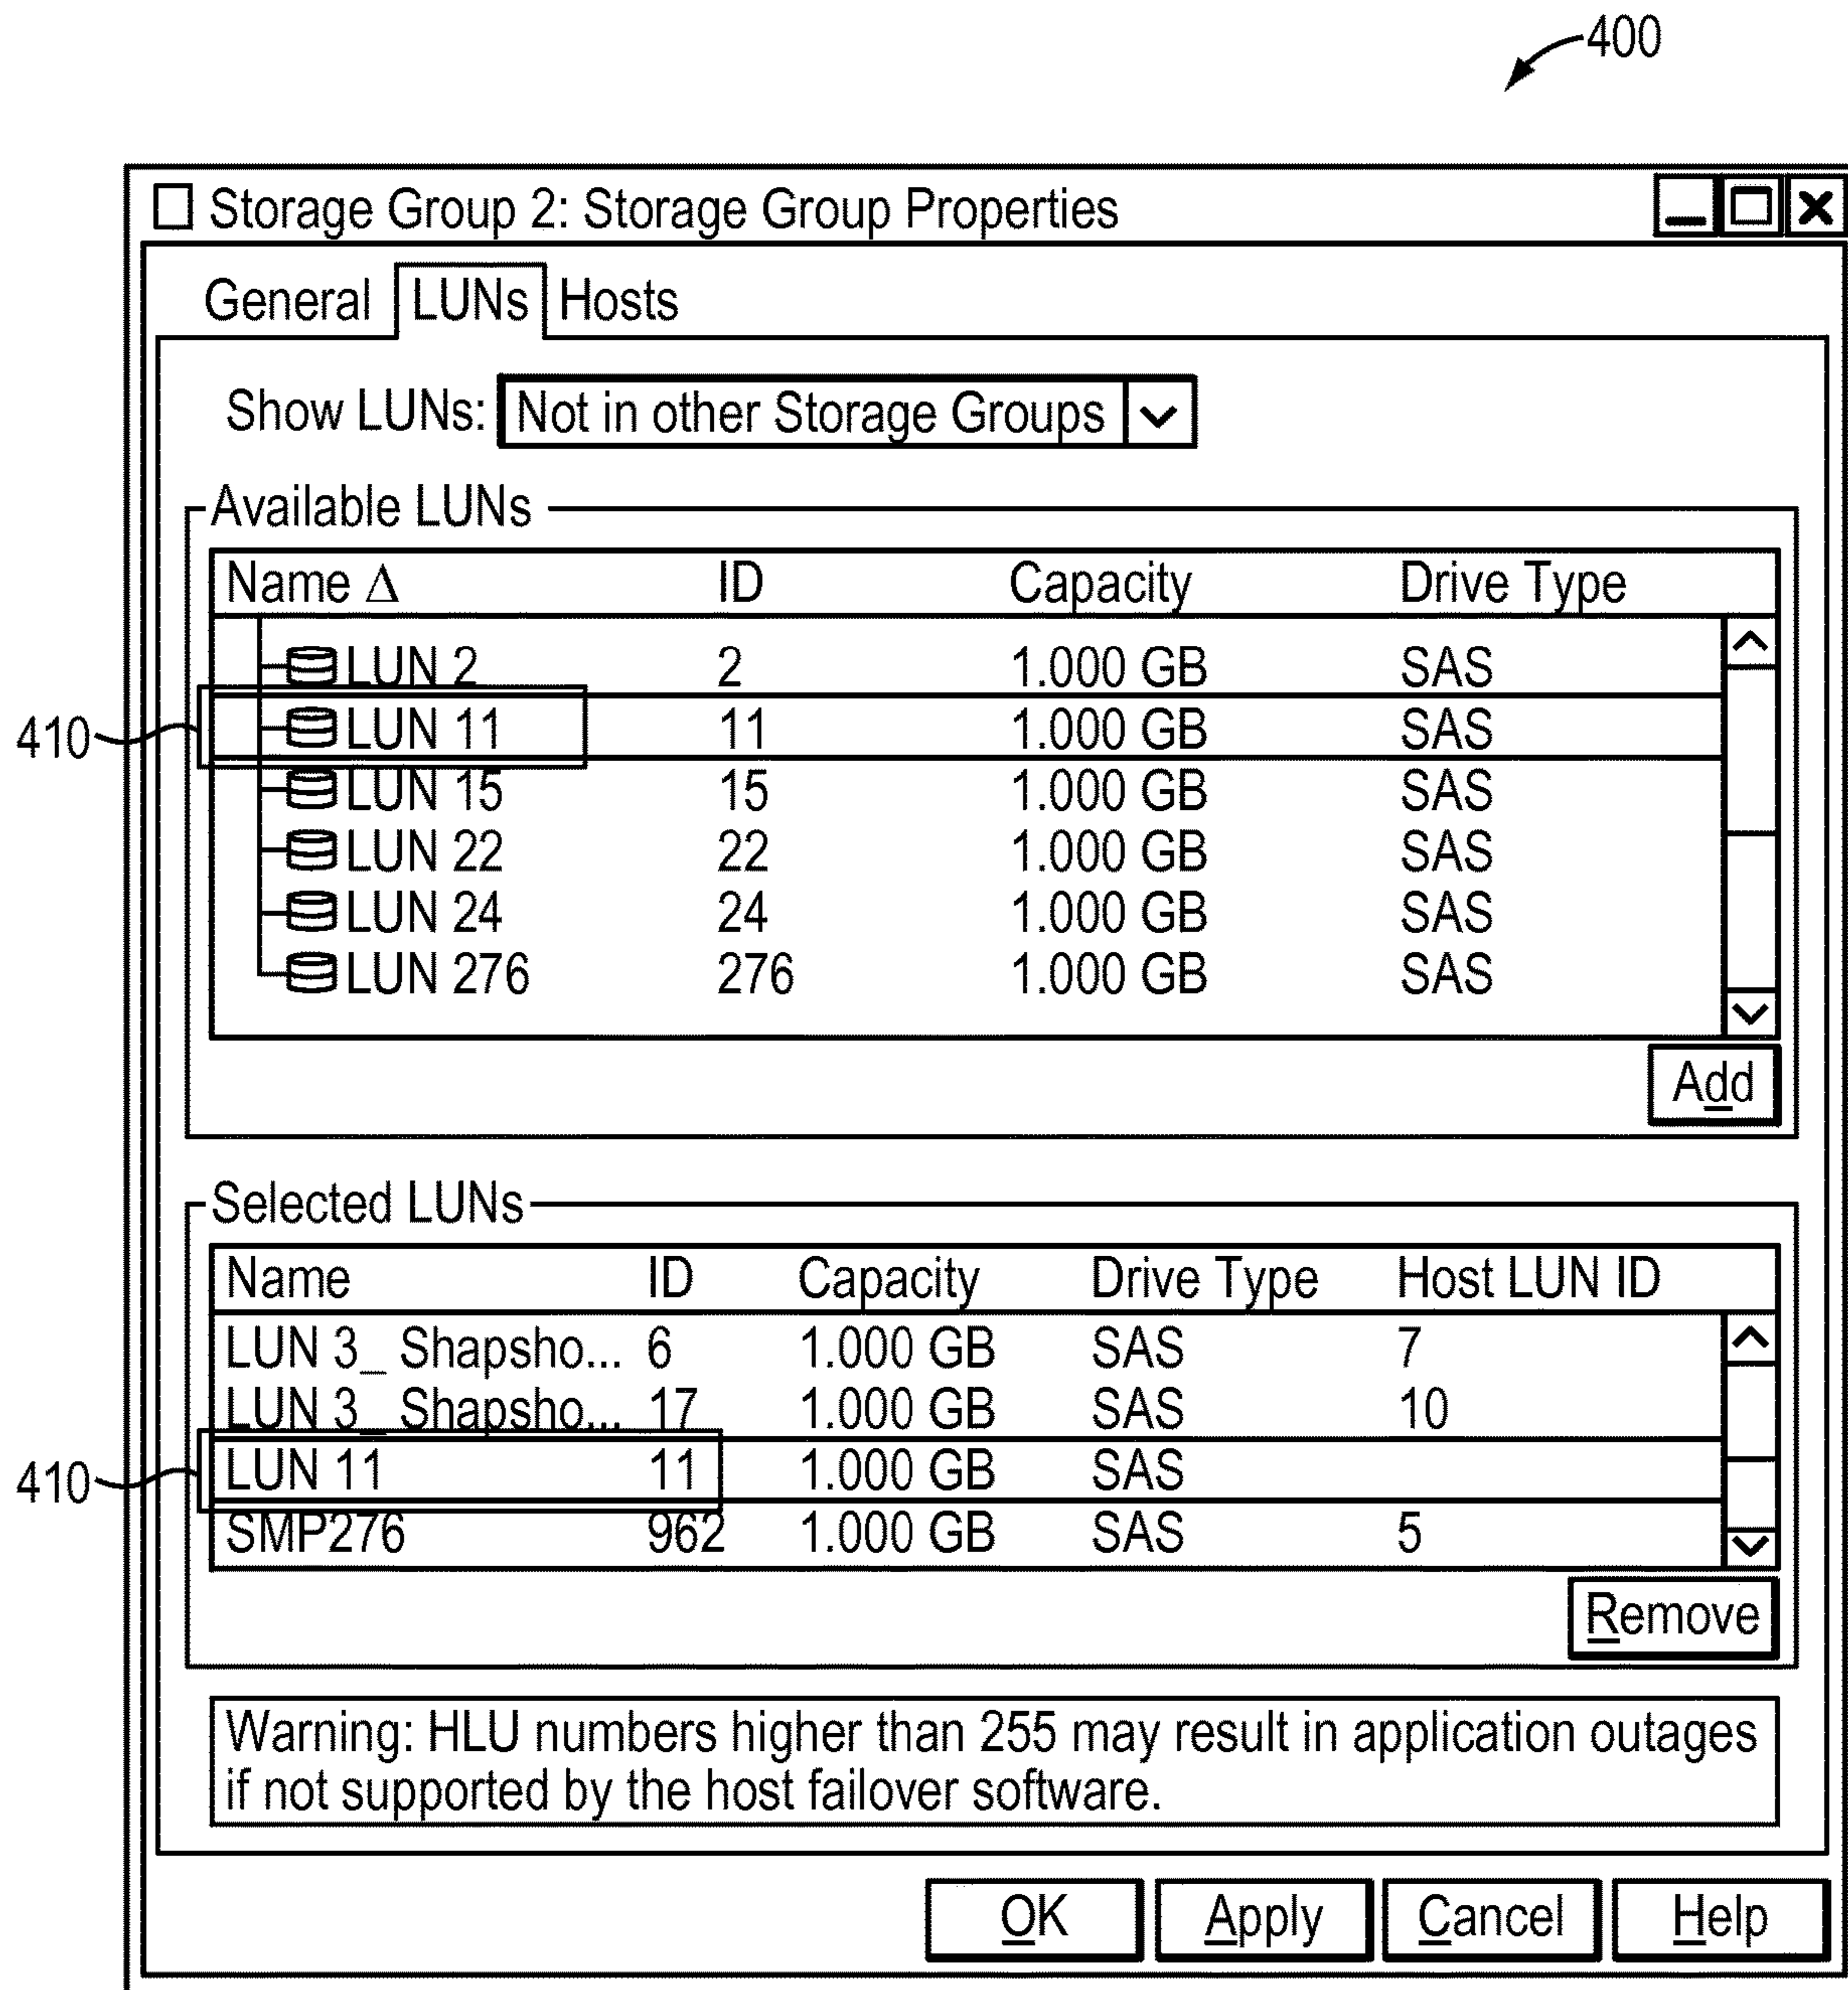 400
Storage Group 2: Storage Group Properties
General LUNs Hosts
Show LUNs: Not in other Storage Groups
Available LUNs
Name Δ ID Capacity Drive Type
LUN 2 2 1.000 GB SAS
410 LUN 11 11 1.000 GB SAS
LUN 15 15 1.000 GB SAS
LUN 22 22 1.000 GB SAS
LUN 24 24 1.000 GB SAS
LUN 276 276 1.000 GB SAS
Add
Selected LUNs
Name ID Capacity Drive Type Host LUN ID
LUN 3_ Shapsho... 6 1.000 GB SAS 7
LUN 3_ Shapsho... 17 1.000 GB SAS 10
410 LUN 11 11 1.000 GB SAS
SMP276 962 1.000 GB SAS 5
Remove
Warning: HLU numbers higher than 255 may result in application outages
if not supported by the host failover software.
OK Apply Cancel Help